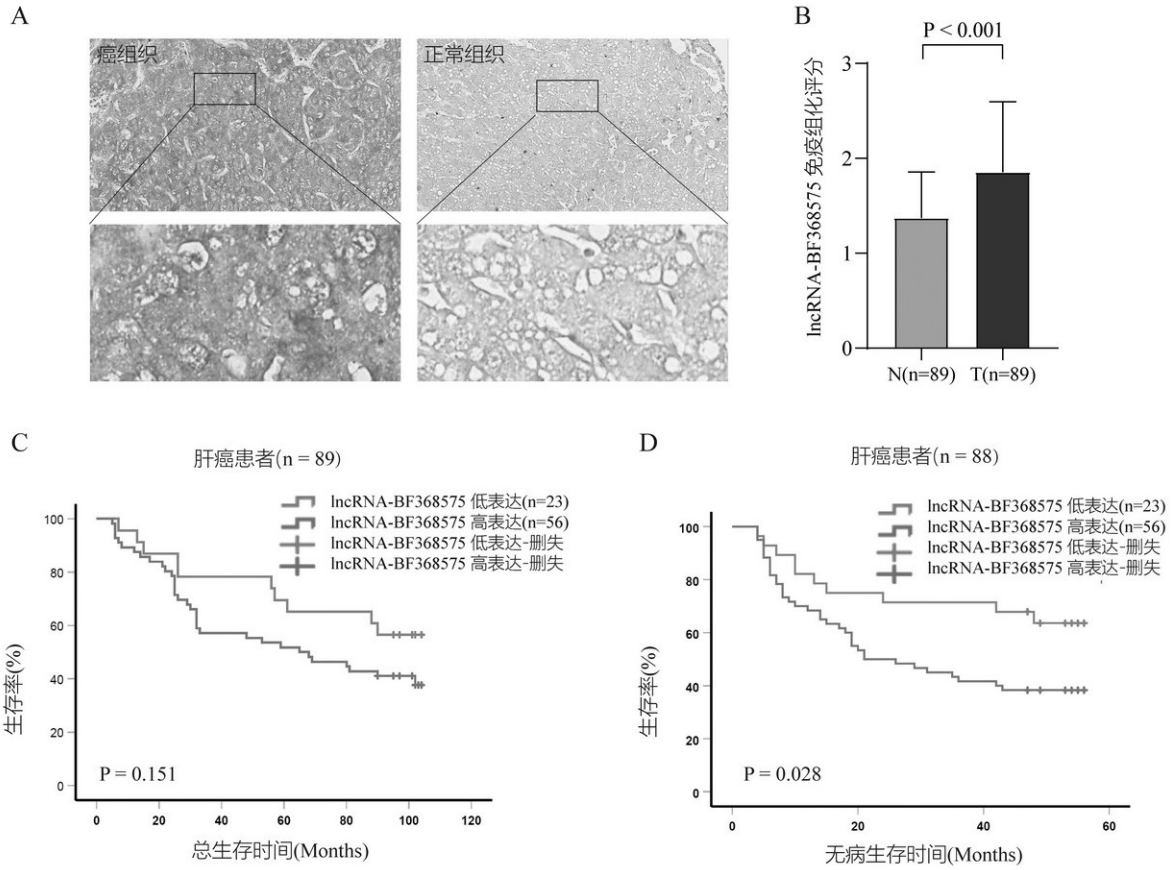 A
癌组织
正常组织
B
P < 0.001
lncRNA-BF368575 免疫组化评分
3
2
1
0
N(n=89)
T(n=89)
C
肝癌患者(n = 89)
lncRNA-BF368575 低表达(n=23)
lncRNA-BF368575 高表达(n=56)
lncRNA-BF368575 低表达-删失
lncRNA-BF368575 高表达-删失
生存率(%)
100
80
60
40
20
0
P = 0.151
0 20 40 60 80 100 120
总生存时间(Months)
D
肝癌患者(n = 88)
lncRNA-BF368575 低表达(n=23)
lncRNA-BF368575 高表达(n=56)
lncRNA-BF368575 低表达-删失
lncRNA-BF368575 高表达-删失
生存率(%)
100
80
60
40
20
0
P = 0.028
0 20 40 60
无病生存时间(Months)